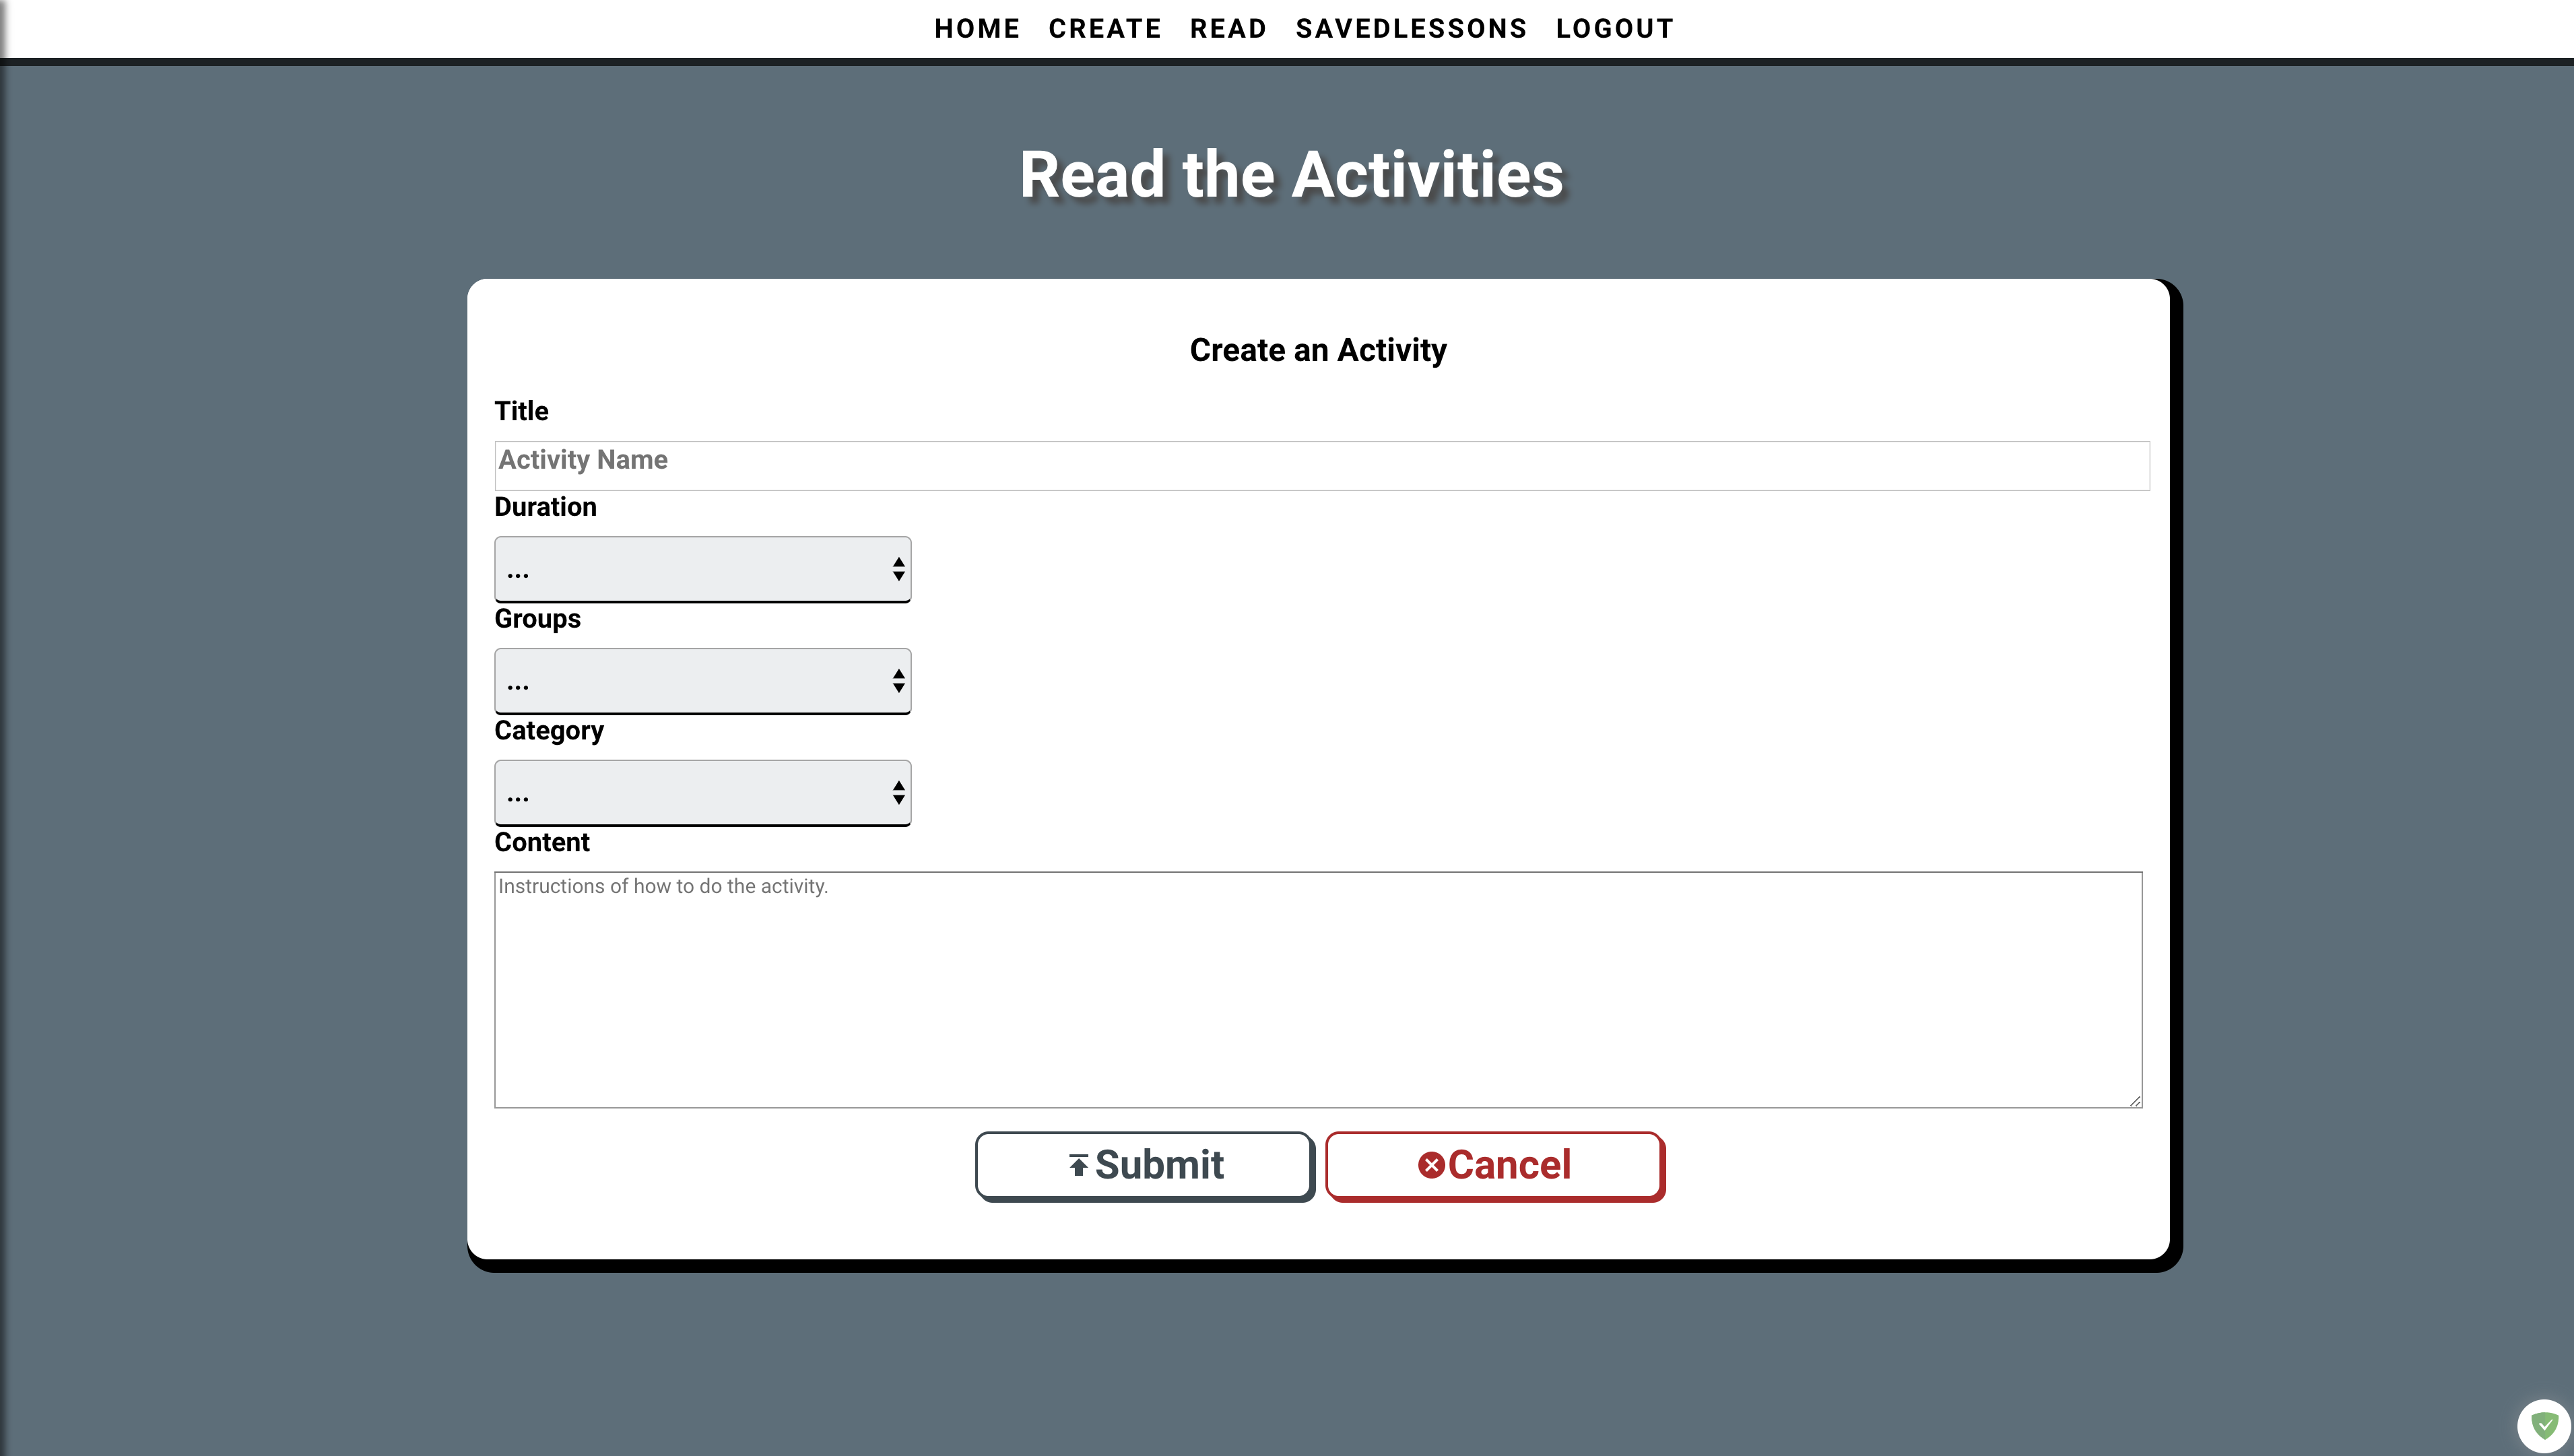 HOME CREATE READ SAVEDLESSONS LOGOUT
Read the Activities
Create an Activity
Title
Activity Name
Duration
...
Groups
...
Category
...
Content
Instructions of how to do the activity.
Submit Cancel